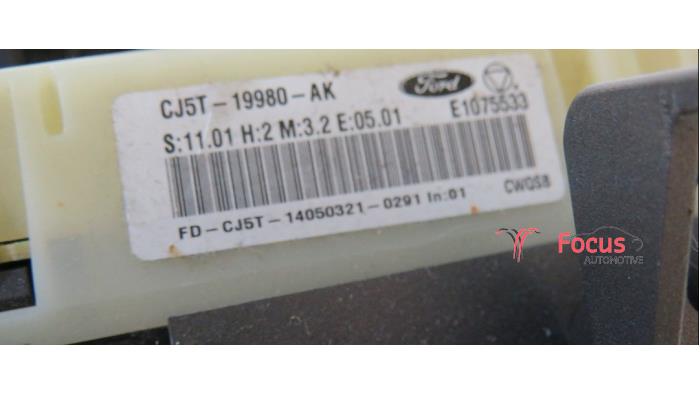 CJ5T-19980-AK
Ford
S:11.01 H:2 M:3.2 E:05.01
E1075533
CWQSB
FD-CJ5T-14050321-0291 In:01
Focus
AUTOMOTIVE